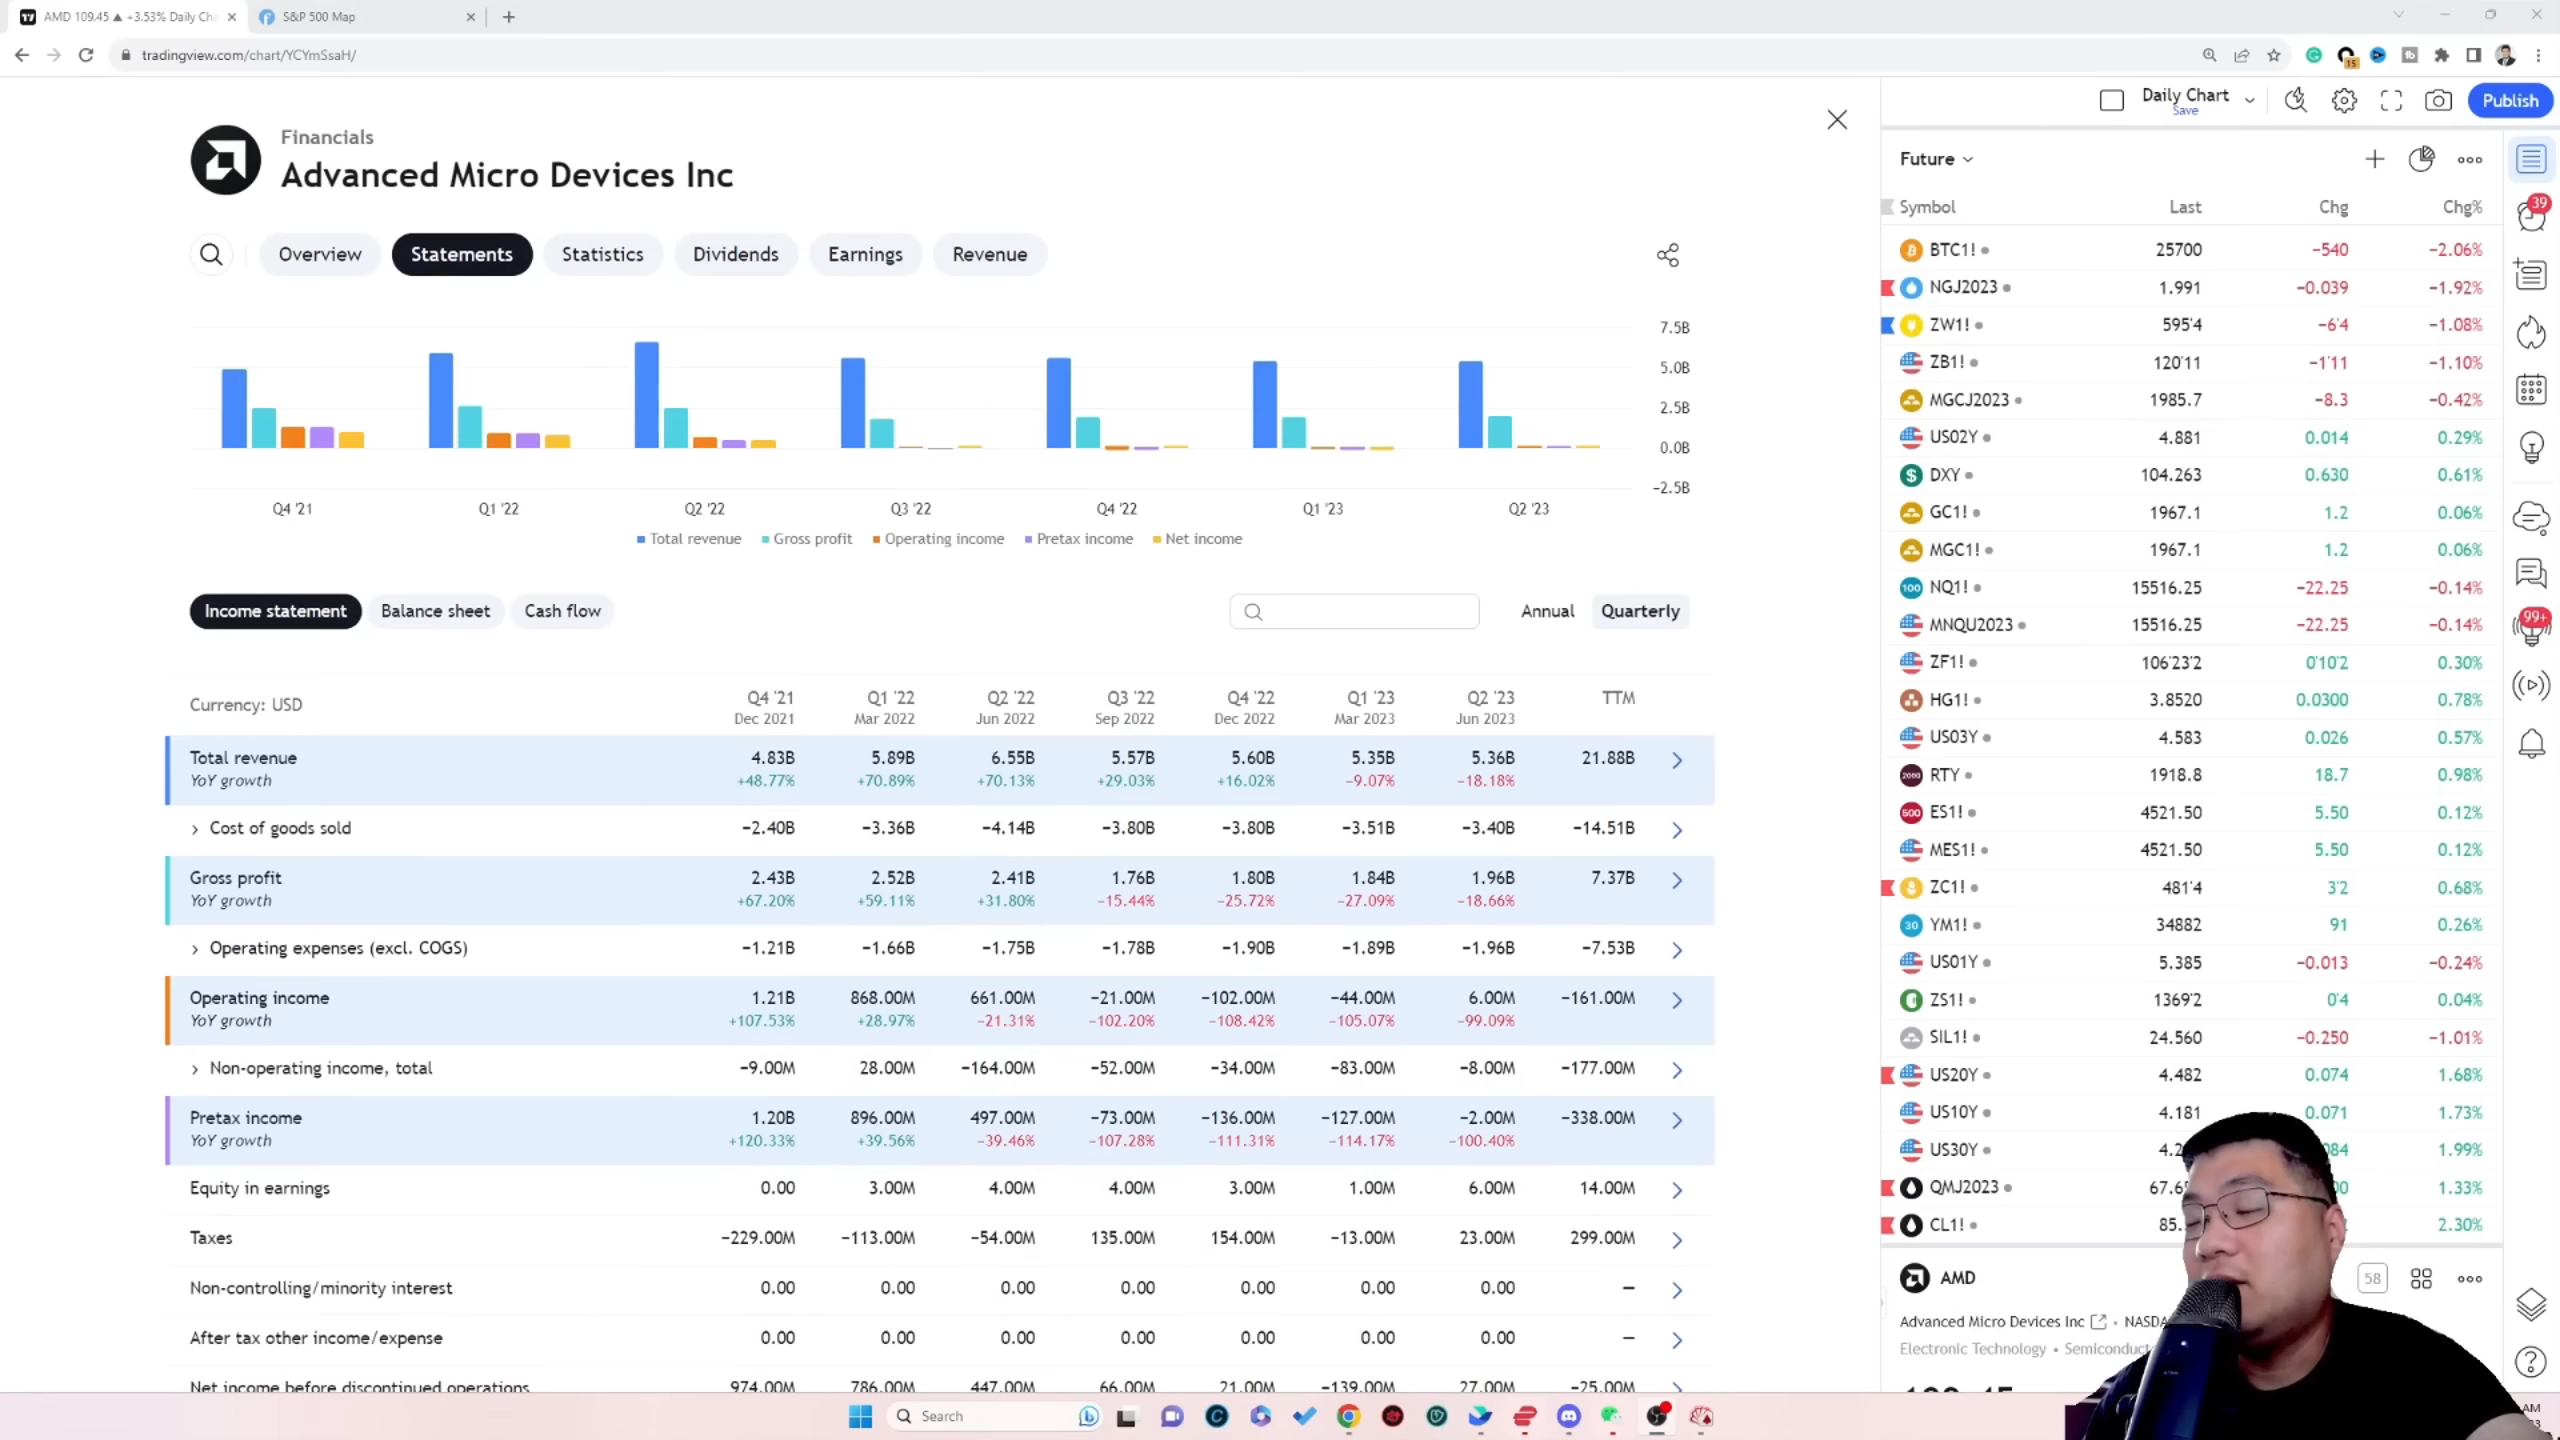 AMD 109.45 ▲ +3.53% Daily Cha
S&P 500 Map
tradingview.com/chart/YCYmSsaH/
15
Financials
Advanced Micro Devices Inc
Overview Statements Statistics Dividends Earnings Revenue
7.5B
5.0B
2.5B
0.0B
−2.5B
Q4 '21 Q1 '22 Q2 '22 Q3 '22 Q4 '22 Q1 '23 Q2 '23
Total revenue Gross profit Operating income Pretax income Net income
Income statement Balance sheet Cash flow Annual Quarterly
Currency: USD
Q4 '21 Q1 '22 Q2 '22 Q3 '22 Q4 '22 Q1 '23 Q2 '23 TTM
Dec 2021 Mar 2022 Jun 2022 Sep 2022 Dec 2022 Mar 2023 Jun 2023
Total revenue 4.83B 5.89B 6.55B 5.57B 5.60B 5.35B 5.36B 21.88B
YoY growth +48.77% +70.89% +70.13% +29.03% +16.02% −9.07% −18.18%
Cost of goods sold −2.40B −3.36B −4.14B −3.80B −3.80B −3.51B −3.40B −14.51B
Gross profit 2.43B 2.52B 2.41B 1.76B 1.80B 1.84B 1.96B 7.37B
YoY growth +67.20% +59.11% +31.80% −15.44% −25.72% −27.09% −18.66%
Operating expenses (excl. COGS) −1.21B −1.66B −1.75B −1.78B −1.90B −1.89B −1.96B −7.53B
Operating income 1.21B 868.00M 661.00M −21.00M −102.00M −44.00M 6.00M −161.00M
YoY growth +107.53% +28.97% −21.31% −102.20% −108.42% −105.07% −99.09%
Non-operating income, total −9.00M 28.00M −164.00M −52.00M −34.00M −83.00M −8.00M −177.00M
Pretax income 1.20B 896.00M 497.00M −73.00M −136.00M −127.00M −2.00M −338.00M
YoY growth +120.33% +39.56% −39.46% −107.28% −111.31% −114.17% −100.40%
Equity in earnings 0.00 3.00M 4.00M 4.00M 3.00M 1.00M 6.00M 14.00M
Taxes −229.00M −113.00M −54.00M 135.00M 154.00M −13.00M 23.00M 299.00M
Non-controlling/minority interest 0.00 0.00 0.00 0.00 0.00 0.00 0.00 —
After tax other income/expense 0.00 0.00 0.00 0.00 0.00 0.00 0.00 —
Net income before discontinued operations 974.00M 786.00M 447.00M 66.00M 21.00M −139.00M 27.00M −25.00M
Daily Chart
Save
Publish
Future
Symbol Last Chg Chg%
39
BTC1! 25700 −540 −2.06%
NGJ2023 1.991 −0.039 −1.92%
ZW1! 595'4 −6'4 −1.08%
ZB1! 120'11 −1'11 −1.10%
MGCJ2023 1985.7 −8.3 −0.42%
US02Y 4.881 0.014 0.29%
DXY 104.263 0.630 0.61%
GC1! 1967.1 1.2 0.06%
MGC1! 1967.1 1.2 0.06%
100 NQ1! 15516.25 −22.25 −0.14%
99+
MNQU2023 15516.25 −22.25 −0.14%
ZF1! 106'23'2 0'10'2 0.30%
HG1! 3.8520 0.0300 0.78%
US03Y 4.583 0.026 0.57%
2000 RTY 1918.8 18.7 0.98%
500 ES1! 4521.50 5.50 0.12%
MES1! 4521.50 5.50 0.12%
ZC1! 481'4 3'2 0.68%
30 YM1! 34882 91 0.26%
US01Y 5.385 −0.013 −0.24%
ZS1! 1369'2 0'4 0.04%
SIL1! 24.560 −0.250 −1.01%
US20Y 4.482 0.074 1.68%
US10Y 4.181 0.071 1.73%
US30Y 1.99%
QMJ2023 1.33%
CL1! 2.30%
AMD 58
Advanced Micro Devices Inc
Electronic Technology •
Search
AM